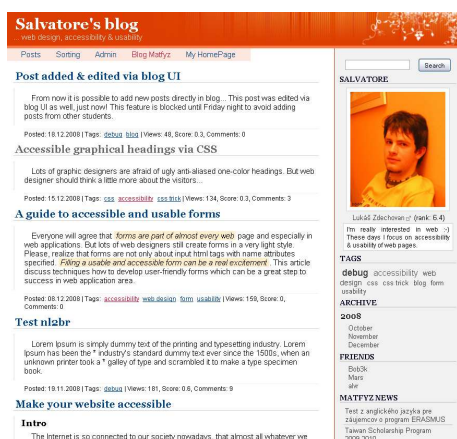 Salvatore's blog
.. web design, accessibility & usability
Posts Sorting Admin Blog Matfyz My HomePage
Post added & edited via blog UI
From now it is possible to add new posts directly in blog... This post was edited via
blog UI as well, just now! This feature is blocked until Friday night to avoid adding
posts from other students.
Posted: 18.12.2008 | Tags: debug blog | Views: 48, Score: 0.3, Comments: 0
Accessible graphical headings via CSS
Lots of graphic designers are afraid of ugly anti-aliased one-color headings. But web
designer should think a little more about the visitors...
Posted: 15.12.2008 | Tags: css accessibility css trick | Views: 134, Score: 0.3, Comments: 3
A guide to accessible and usable forms
Everyone will agree that forms are part of almost every web page and especially in
web applications. But lots of web designers still create forms in a very light style.
Please, realize that forms are not only about input html tags with name attributes
specified. Filling a usable and accessible form can be a real excitement. This article
discuss techniques how to develop user-friendly forms which can be a great step to
success in web application area.
Posted: 08.12.2008 | Tags: accessibility web design form usability | Views: 159, Score: 0,
Comments: 0
Test nl2br
Lorem Ipsum is simply dummy text of the printing and typesetting industry. Lorem
Ipsum has been the * industry's standard dummy text ever since the 1500s, when an
unknown printer took a * galley of type and scrambled it to make a type specimen
book.
Posted: 19.11.2008 | Tags: debug | Views: 181, Score: 0.6, Comments: 9
Make your website accessible
Intro
The Internet is so connected to our society nowadays, that almost all whatever we
Search
SALVATORE
Lukáš Zdechovan (rank: 6.4)
I'm really interested in web :-)
These days I focus on accessibility
& usability of web pages.
TAGS
debug accessibility web
design css css trick blog form
usability
ARCHIVE
2008
October
November
December
FRIENDS
Bob3k
Mars
alwr
MATFYZ NEWS
Test z anglického jazyka pre
záujemcov o program ERASMUS
Taiwan Scholarship Program
2009-2010